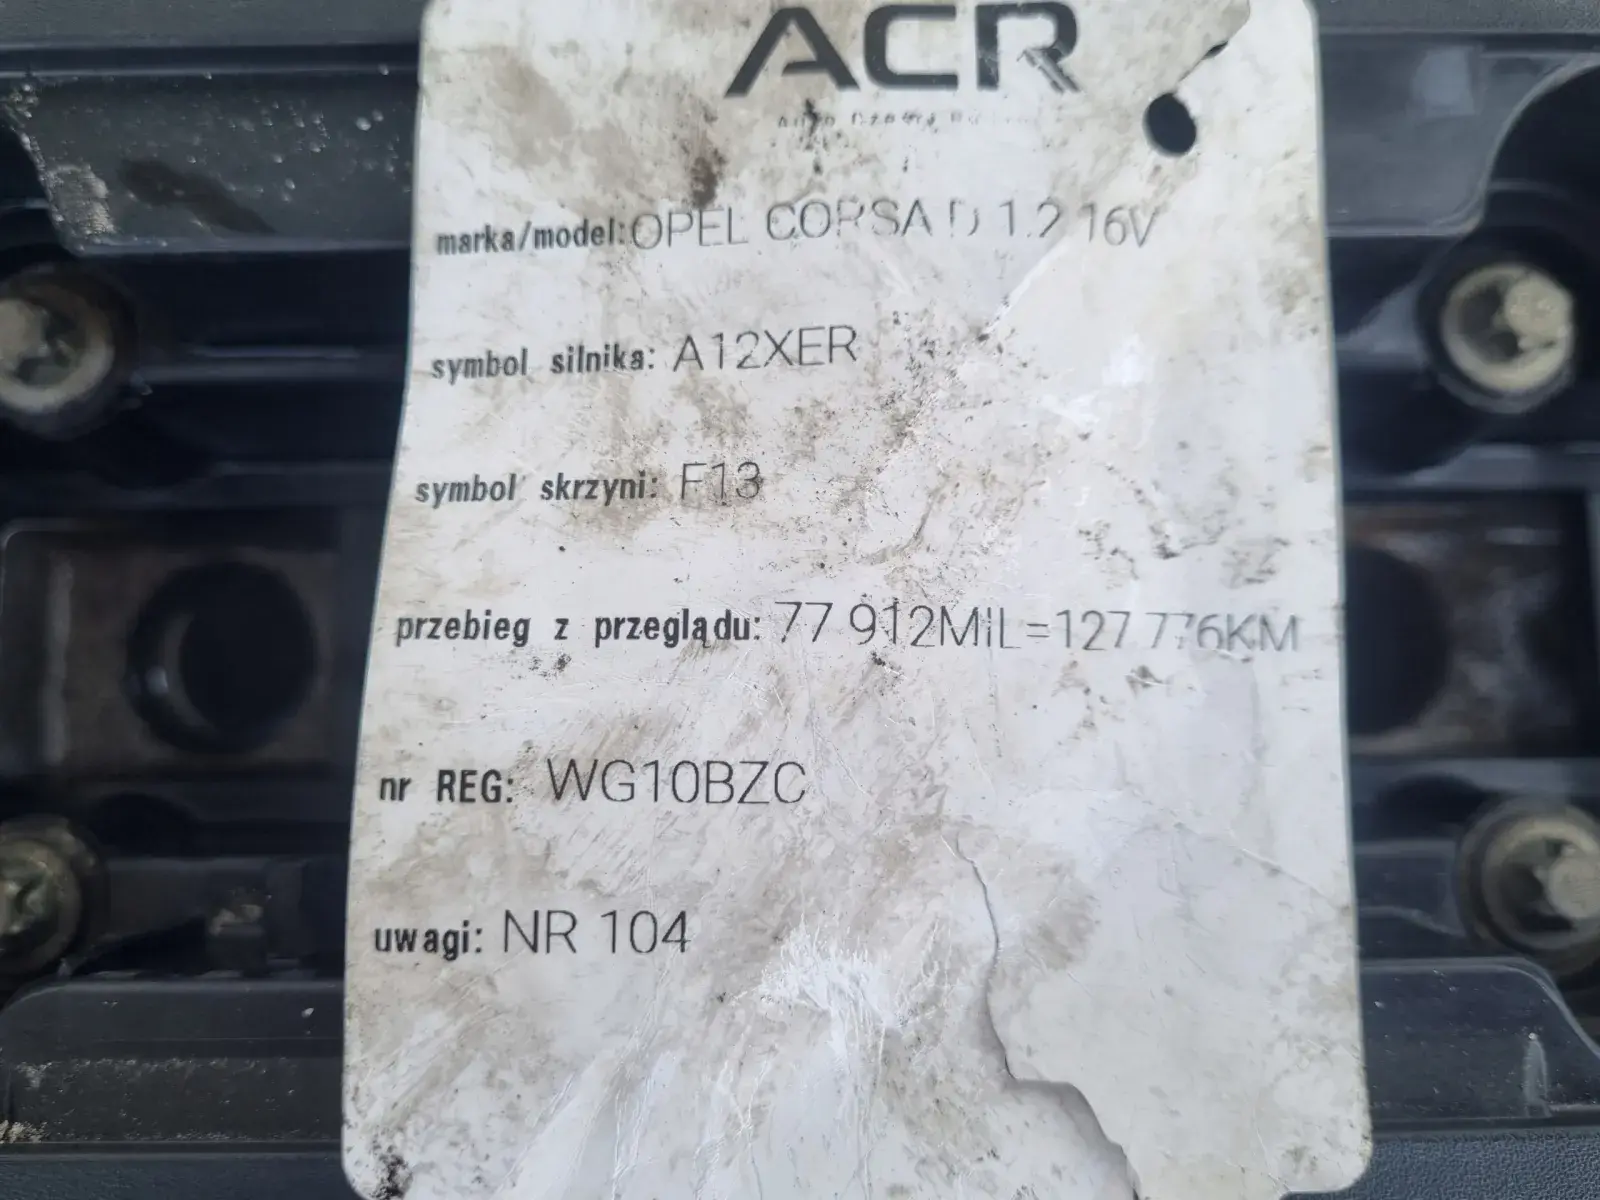 ACR
marka/model: OPEL CORSA D 1.2 16V
symbol silnika: A12XER
symbol skrzyni: F13
przebieg z przeglądu: 77 912MIL=127 776KM
nr REG: WG10BZC
uwagi: NR 104